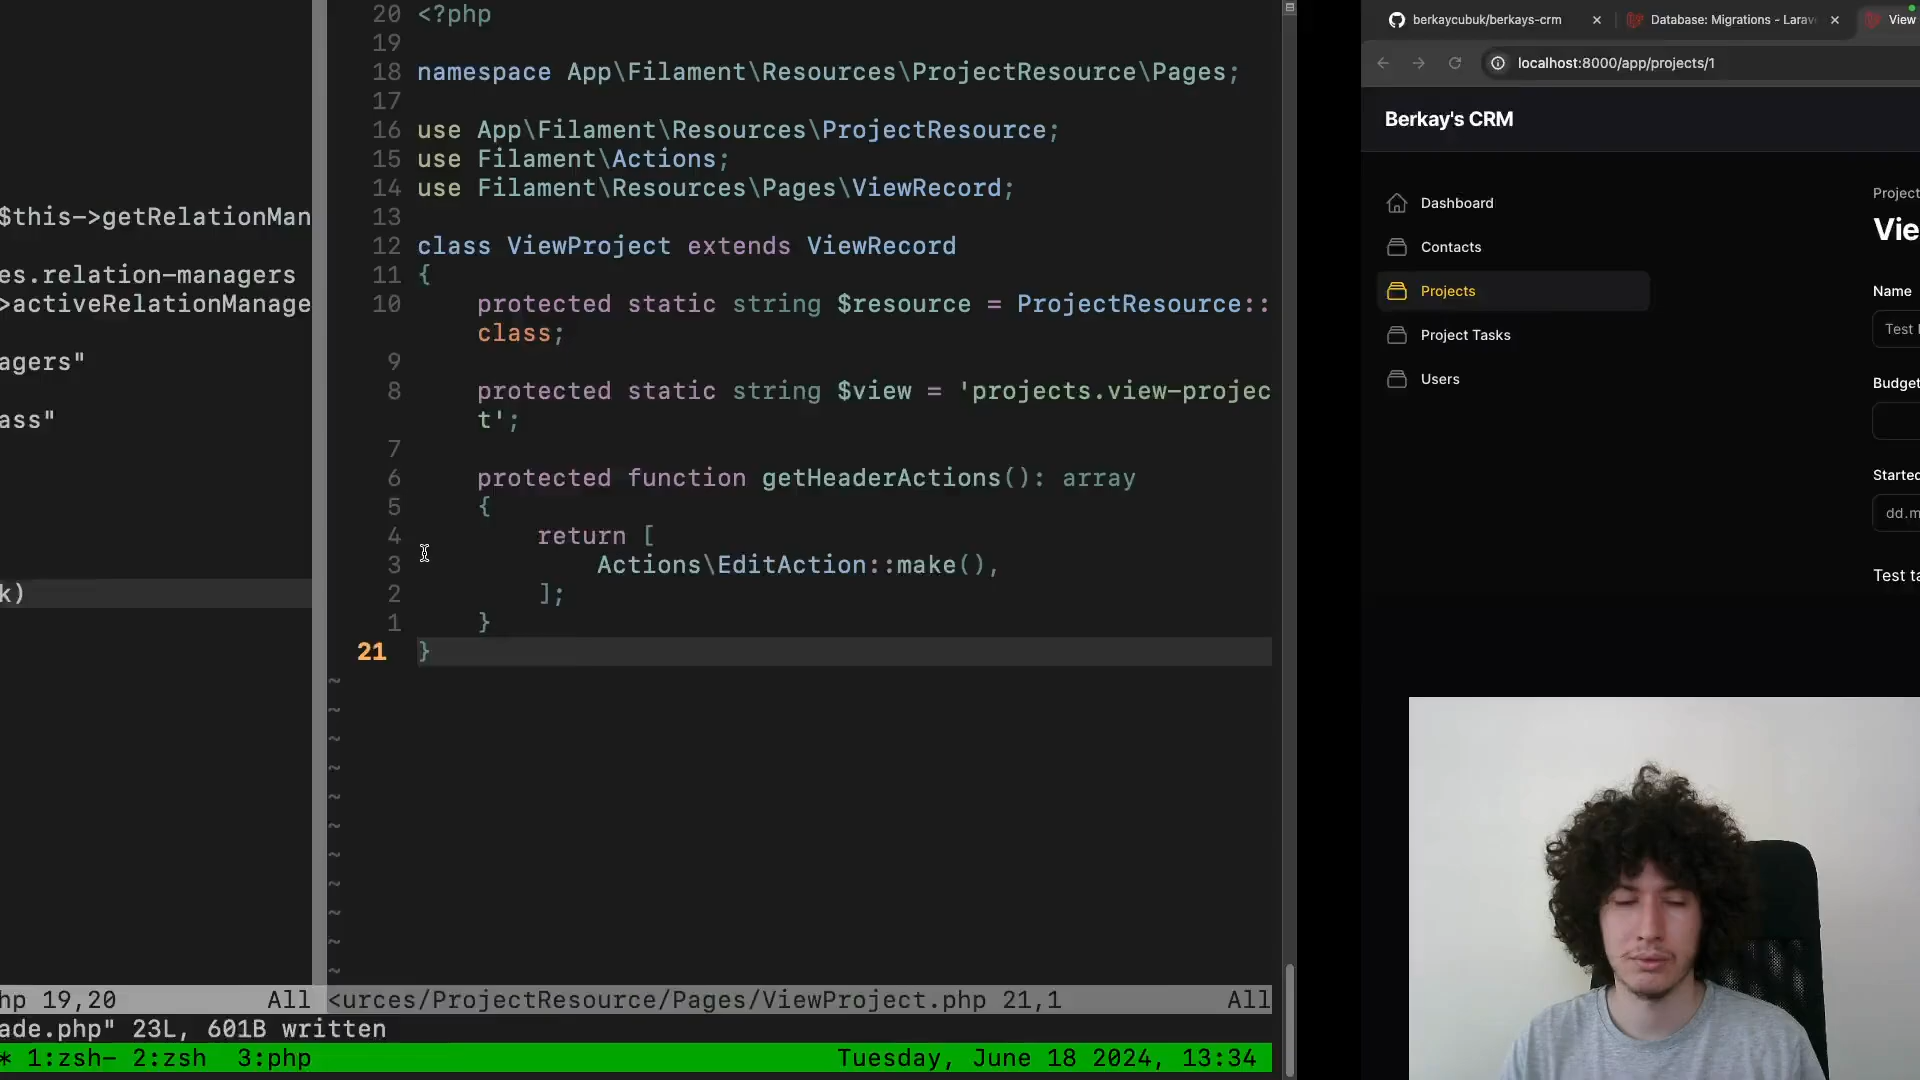 $this->getRelationMan
es.relation-managers
>activeRelationManage
agers"
ass"
k)
hp 19,20 All
ade.php" 23L, 601B written
* 1:zsh- 2:zsh 3:php
20 <?php
19
18 namespace App\Filament\Resources\ProjectResource\Pages;
17
16 use App\Filament\Resources\ProjectResource;
15 use Filament\Actions;
14 use Filament\Resources\Pages\ViewRecord;
13
12 class ViewProject extends ViewRecord
11 {
10 protected static string $resource = ProjectResource::
class;
9
8 protected static string $view = 'projects.view-projec
t';
7
6 protected function getHeaderActions(): array
5 {
4 return [
3 Actions\EditAction::make(),
2 ];
1 }
21 }
~
~
~
~
~
~
~
~
~
~
~
<urces/ProjectResource/Pages/ViewProject.php 21,1 All
Tuesday, June 18 2024, 13:34
berkaycubuk/berkays-crm
Database: Migrations - Larav
View
localhost:8000/app/projects/1
Berkay's CRM
Dashboard
Contacts
Projects
Project Tasks
Users
Project
Vie
Name
Test
Budget
Started
dd.m
Test ta